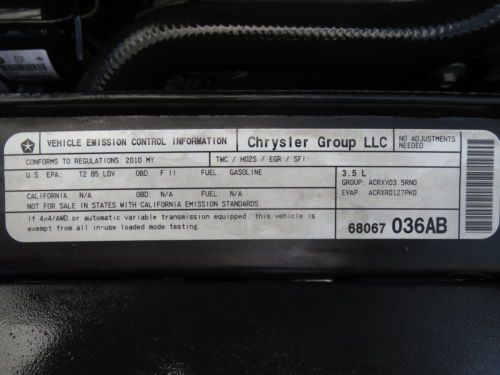 VEHICLE EMISSION CONTROL INFORMATION Chrysler Group LLC NO ADJUSTMENTS NEEDED
CONFORMS TO REGULATIONS: 2010 MY TWC / HO2S / EGR / SFI
U.S. EPA: T2 B5 LDV OBD: F II FUEL: GASOLINE 3.5 L
GROUP: ACRXV03.5RN0
CALIFORNIA: N/A OBD: N/A FUEL: N/A EVAP: ACRXR0127PK0
NOT FOR SALE IN STATES WITH CALIFORNIA EMISSION STANDARDS.
If 4x4/AWD or automatic variable transmission equipped, this vehicle is
exempt from all in-use loaded mode testing.
68067 036AB